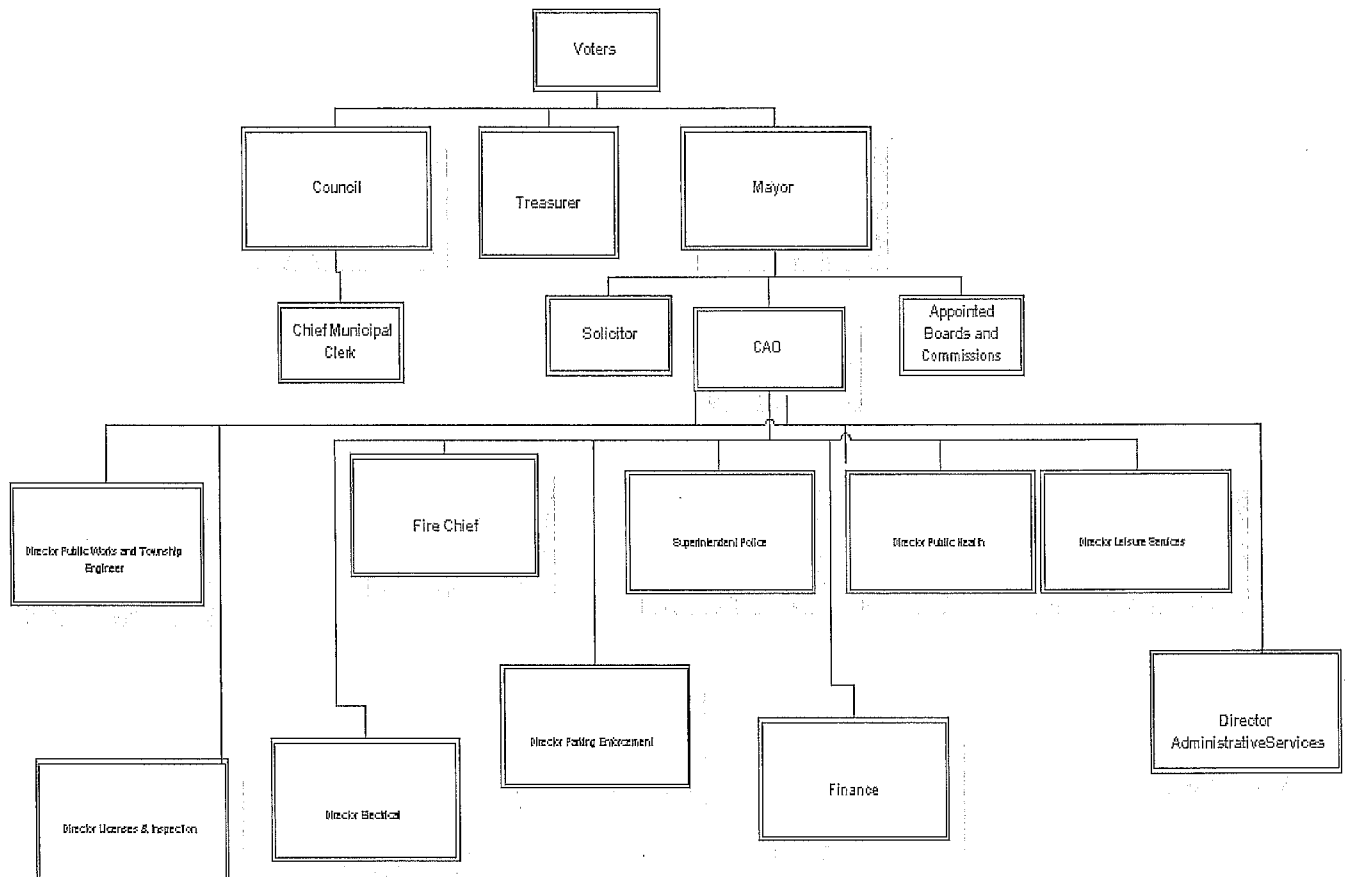 Voters
Council
Treasurer
Mayor
Chief Municipal
Clerk
Solicitor
CAO
Appointed
Boards and
Commissions
Director Public Works and Township
Engineer
Fire Chief
Superintendent Police
Director Public Health
Director Leisure Services
Director Licenses & Inspection
Director Electrical
Director Parking Enforcement
Finance
Director
AdministrativeServices